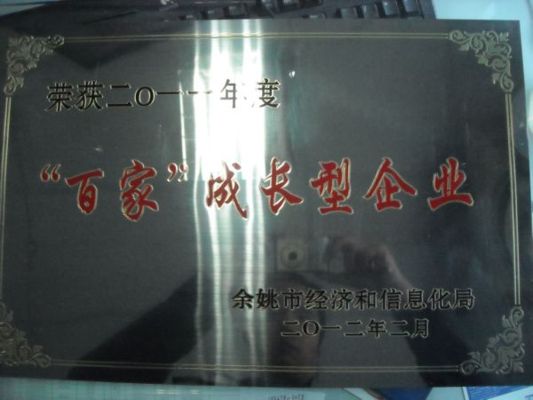 荣获二〇一一年度
“百家”成长型企业
余姚市经济和信息化局
二〇一二年二月